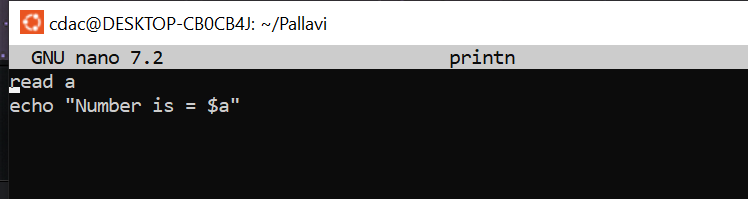 cdac@DESKTOP-CB0CB4J: ~/Pallavi
GNU nano 7.2 printn
read a
echo "Number is = $a"